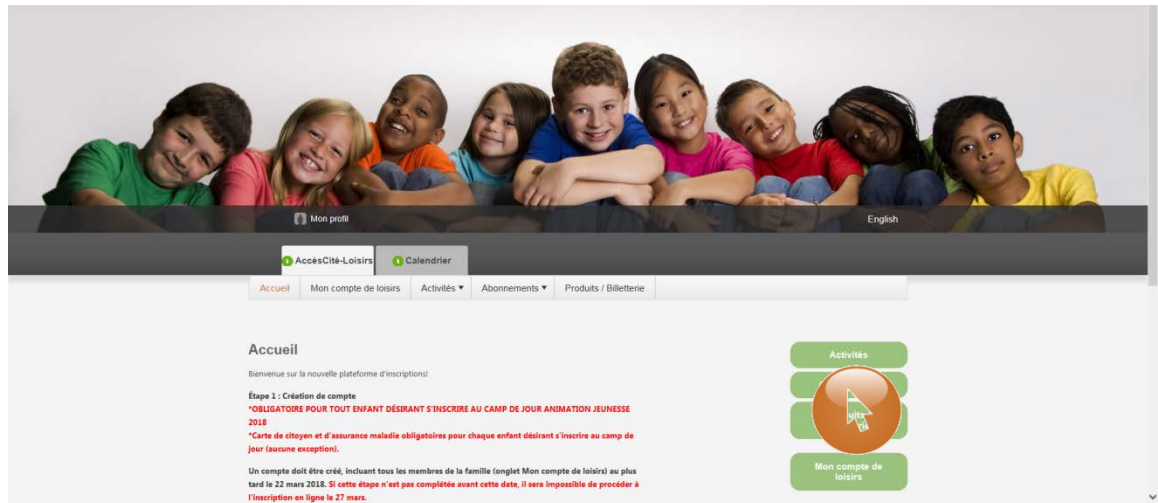 Mon profil
English
AccèsCité-Loisirs
Calendrier
Accueil
Mon compte de loisirs
Activités
Abonnements
Produits / Billetterie
Accueil
Bienvenue sur la nouvelle plateforme d'inscriptions!
Étape 1 : Création de compte
*OBLIGATOIRE POUR TOUT ENFANT DÉSIRANT S'INSCRIRE AU CAMP DE JOUR ANIMATION JEUNESSE
2018
*Carte de citoyen et d'assurance maladie obligatoires pour chaque enfant désirant s'inscrire au camp de
jour (aucune exception).
Un compte doit être créé, incluant tous les membres de la famille (onglet Mon compte de loisirs) au plus
tard le 22 mars 2018. Si cette étape n'est pas complétée avant cette date, il sera impossible de procéder à
l'inscription en ligne le 27 mars.
Activités
Mon compte de
loisirs